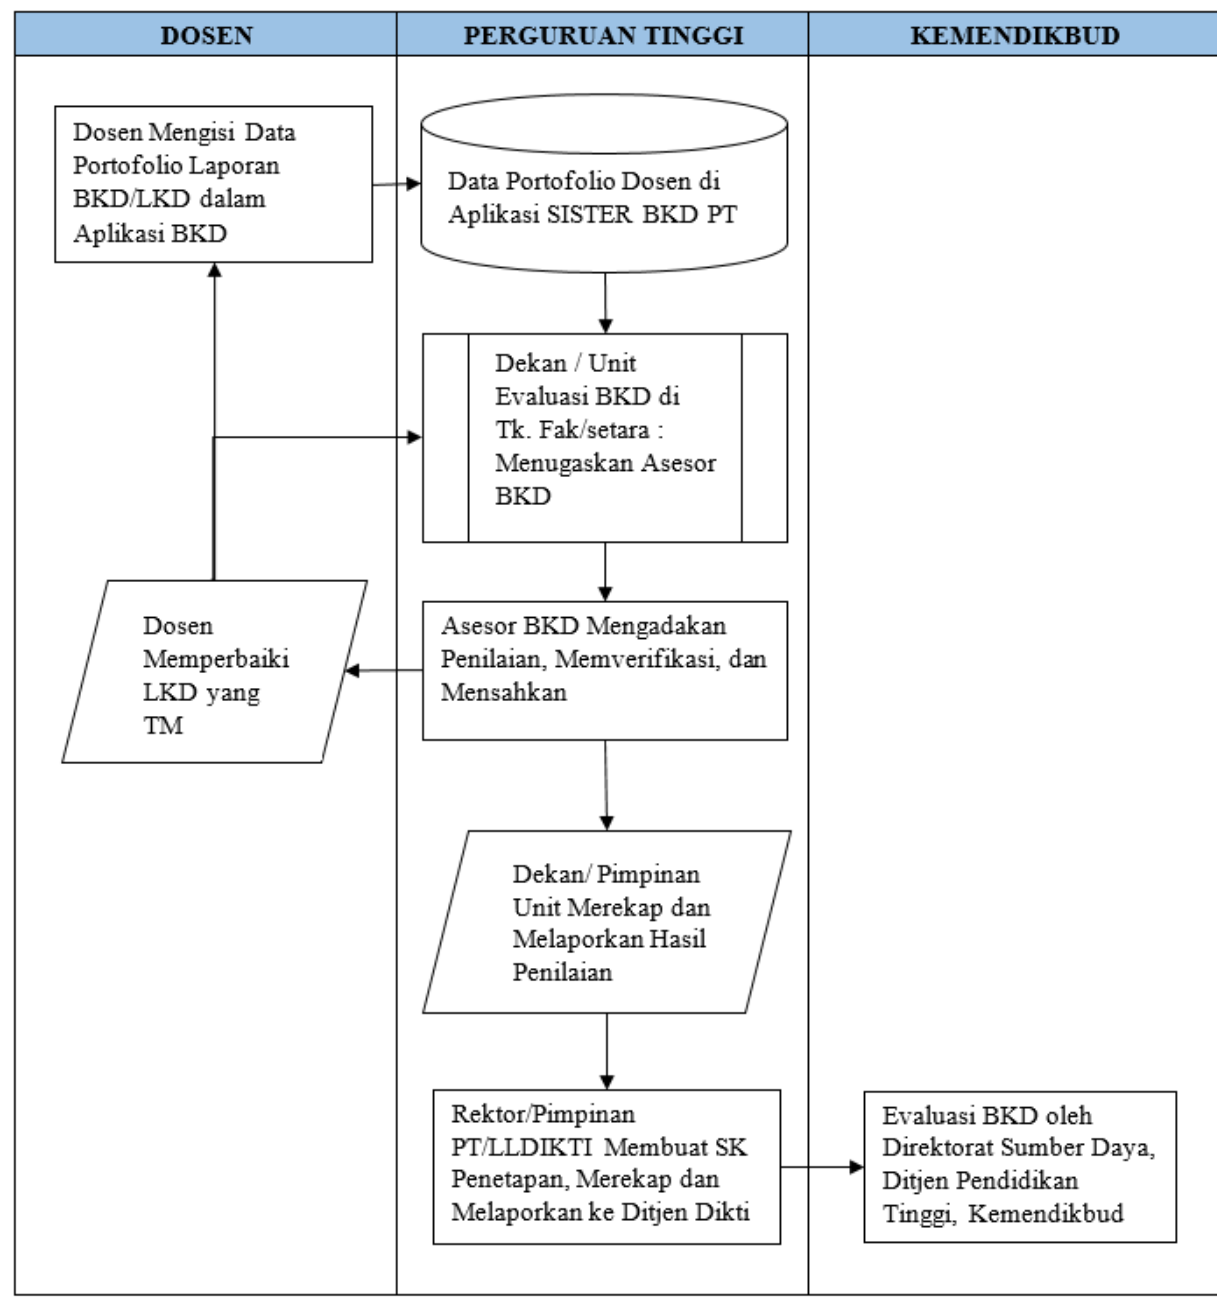 DOSEN
PERGURUAN TINGGI
KEMENDIKBUD
Dosen Mengisi Data
Portofolio Laporan
BKD/LKD dalam
Aplikasi BKD
Data Portofolio Dosen di
Aplikasi SISTER BKD PT
Dekan / Unit
Evaluasi BKD di
Tk. Fak/setara :
Menugaskan Asesor
BKD
Dosen
Memperbaiki
LKD yang
TM
Asesor BKD Mengadakan
Penilaian, Memverifikasi, dan
Mensahkan
Dekan/ Pimpinan
Unit Merekap dan
Melaporkan Hasil
Penilaian
Rektor/Pimpinan
PT/LLDIKTI Membuat SK
Penetapan, Merekap dan
Melaporkan ke Ditjen Dikti
Evaluasi BKD oleh
Direktorat Sumber Daya,
Ditjen Pendidikan
Tinggi, Kemendikbud